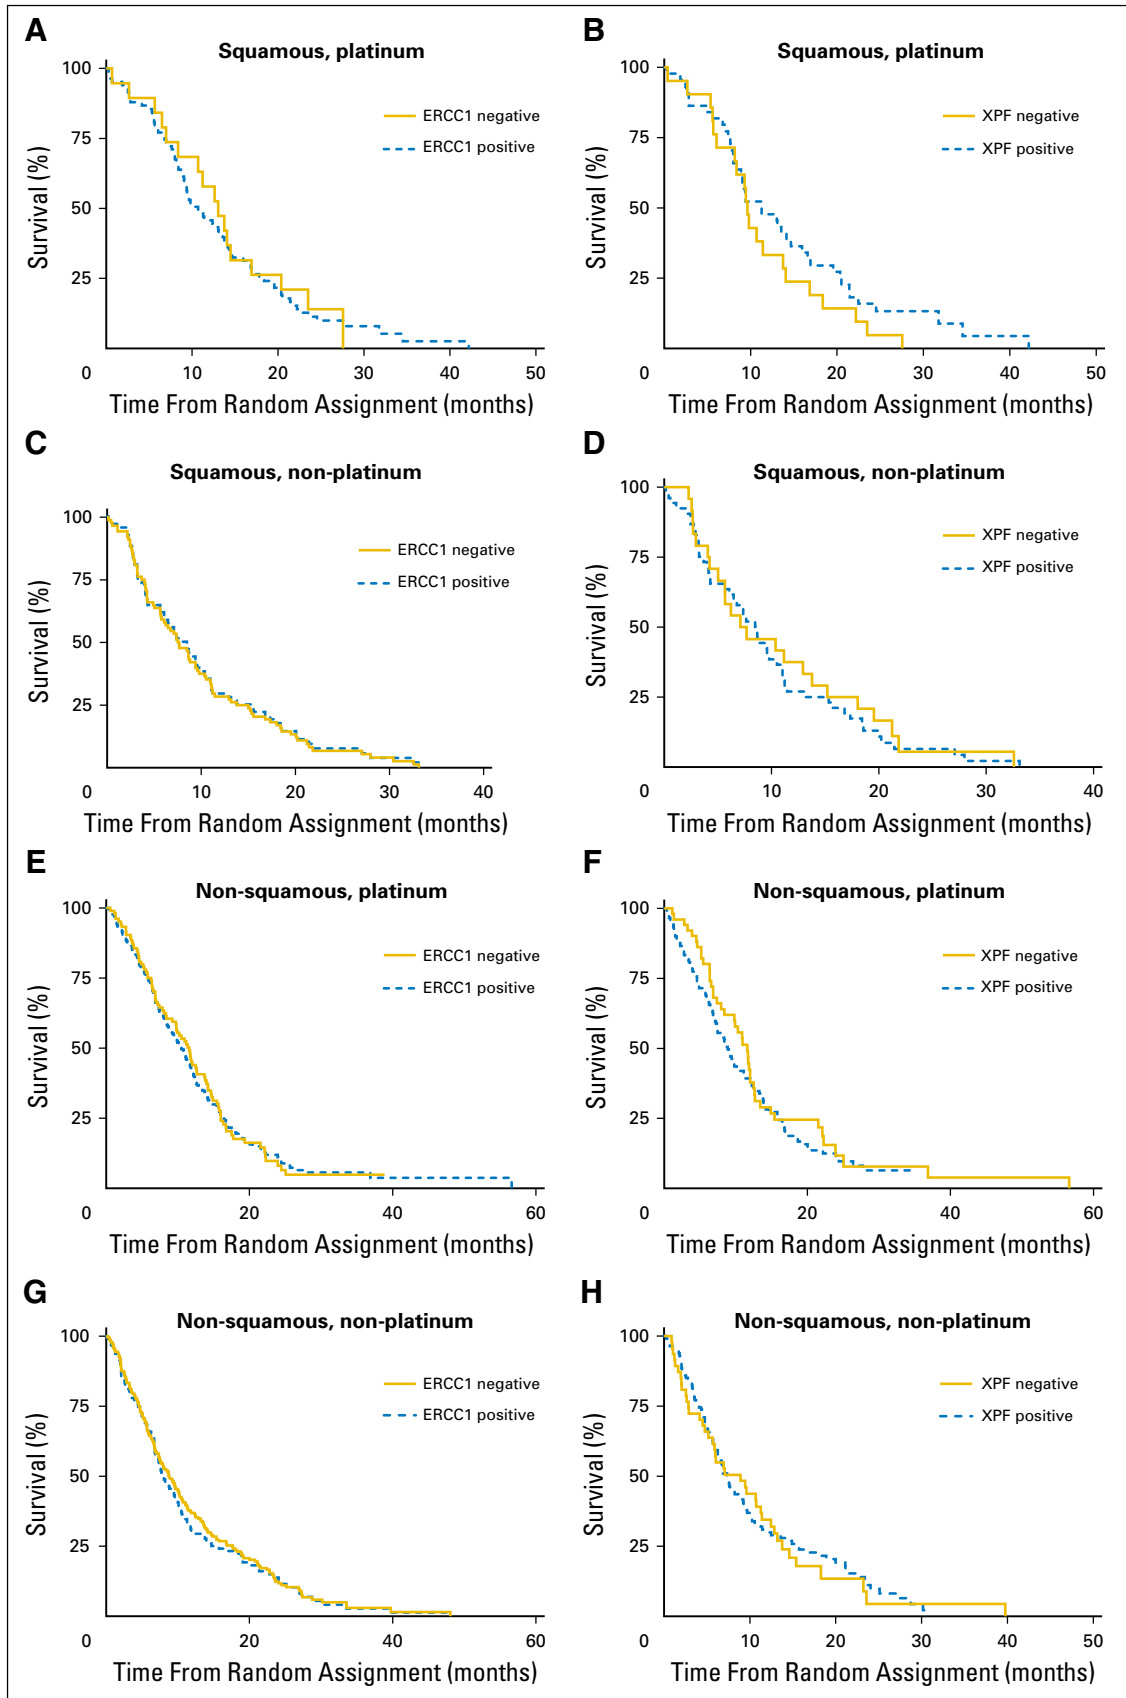 A
Squamous, platinum
ERCC1 negative
ERCC1 positive
Survival (%)
100
75
50
25
0
10
20
30
40
50
Time From Random Assignment (months)
B
Squamous, platinum
XPF negative
XPF positive
Survival (%)
100
75
50
25
0
10
20
30
40
50
Time From Random Assignment (months)
C
Squamous, non-platinum
ERCC1 negative
ERCC1 positive
Survival (%)
100
75
50
25
0
10
20
30
40
Time From Random Assignment (months)
D
Squamous, non-platinum
XPF negative
XPF positive
Survival (%)
100
75
50
25
0
10
20
30
40
Time From Random Assignment (months)
E
Non-squamous, platinum
ERCC1 negative
ERCC1 positive
Survival (%)
100
75
50
25
0
20
40
60
Time From Random Assignment (months)
F
Non-squamous, platinum
XPF negative
XPF positive
Survival (%)
100
75
50
25
0
20
40
60
Time From Random Assignment (months)
G
Non-squamous, non-platinum
ERCC1 negative
ERCC1 positive
Survival (%)
100
75
50
25
0
20
40
60
Time From Random Assignment (months)
H
Non-squamous, non-platinum
XPF negative
XPF positive
Survival (%)
100
75
50
25
0
10
20
30
40
50
Time From Random Assignment (months)